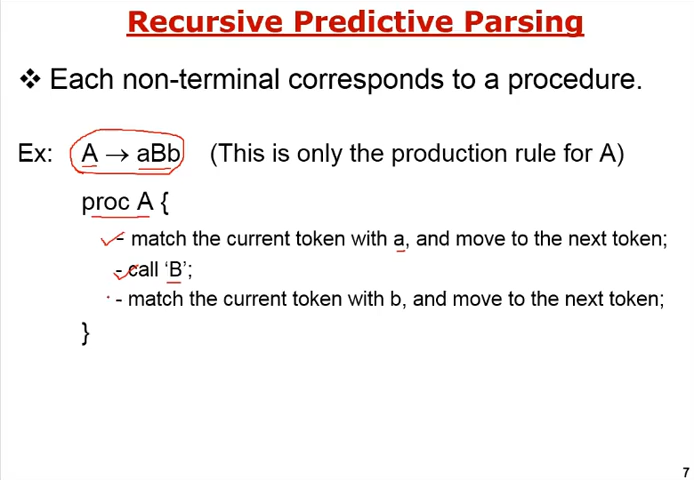 Recursive Predictive Parsing
❖ Each non-terminal corresponds to a procedure.
Ex: A → aBb (This is only the production rule for A)
proc A {
- match the current token with a, and move to the next token;
- call ‘B’;
- match the current token with b, and move to the next token;
}
7